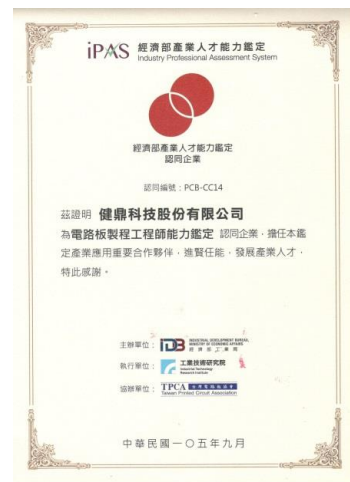 iPAS 經濟部產業人才能力鑑定
Industry Professional Assessment System
經濟部產業人才能力鑑定
認同企業
認同編號：PCB-CC14
茲證明 健鼎科技股份有限公司
為電路板製程工程師能力鑑定 認同企業，擔任本鑑
定產業應用重要合作夥伴，進賢任能，發展產業人才，
特此感謝。
主辦單位： IDB INDUSTRIAL DEVELOPMENT BUREAU,
MINISTRY OF ECONOMIC AFFAIRS
經濟部工業局
執行單位： 工業技術研究院
Industrial Technology
Research Institute
協辦單位： TPCA 台灣電路板協會
Taiwan Printed Circuit Association
中華民國一〇五年九月